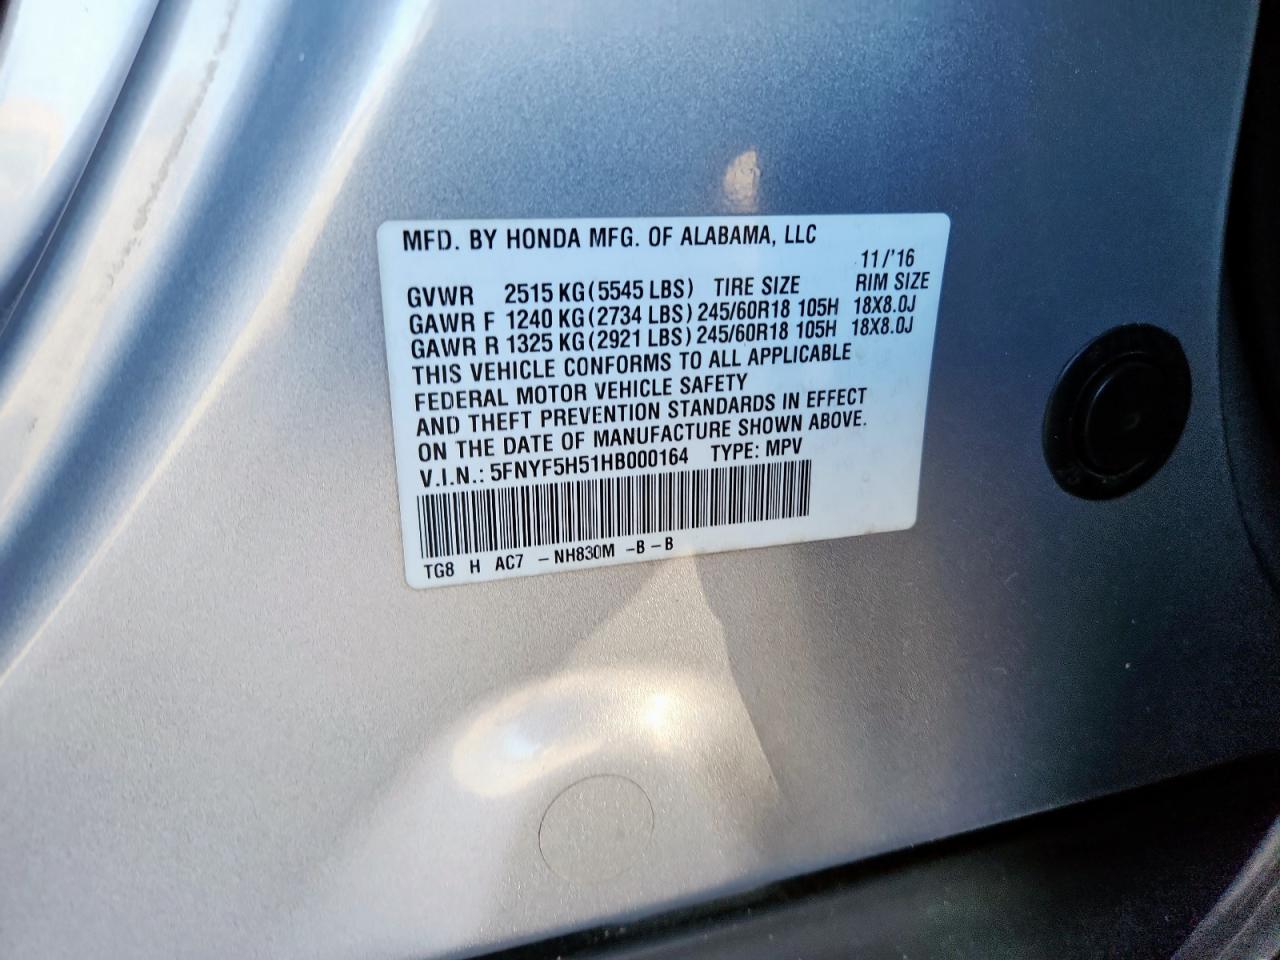 MFD. BY HONDA MFG. OF ALABAMA, LLC
11/'16
GVWR 2515 KG (5545 LBS) TIRE SIZE RIM SIZE
GAWR F 1240 KG (2734 LBS) 245/60R18 105H 18X8.0J
GAWR R 1325 KG (2921 LBS) 245/60R18 105H 18X8.0J
THIS VEHICLE CONFORMS TO ALL APPLICABLE
FEDERAL MOTOR VEHICLE SAFETY
AND THEFT PREVENTION STANDARDS IN EFFECT
ON THE DATE OF MANUFACTURE SHOWN ABOVE.
V.I.N.: 5FNYF5H51HB000164 TYPE: MPV
TG8 H AC7 - NH830M - B - B